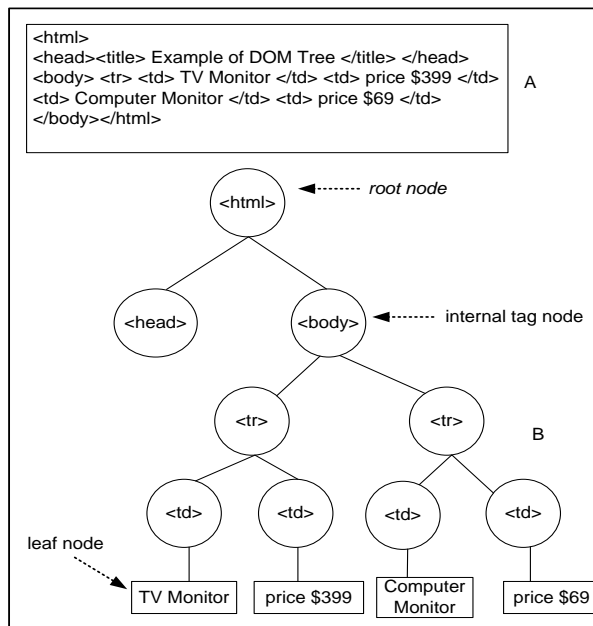 <html>
<head><title> Example of DOM Tree </title> </head>
<body> <tr> <td> TV Monitor </td> <td> price $399 </td>
<td> Computer Monitor </td> <td> price $69 </td>
</body></html>
A
root node
<html>
<head>
<body>
internal tag node
<tr>
<tr>
B
<td>
<td>
<td>
<td>
leaf node
TV Monitor
price $399
Computer
Monitor
price $69